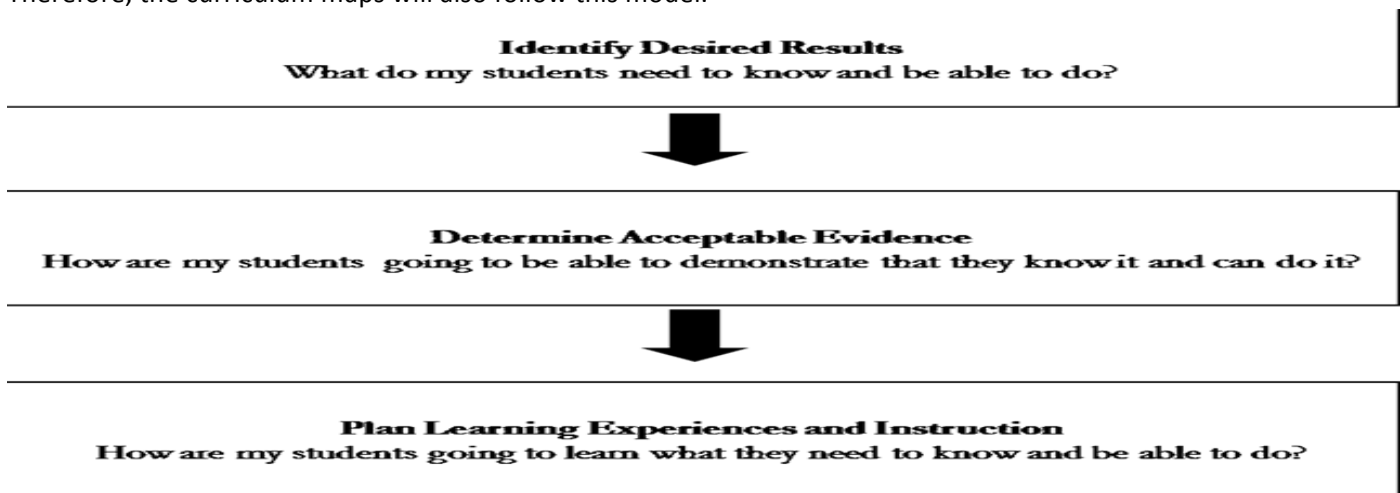 Therefore, the curriculum maps will also follow this model.
Identify Desired Results
What do my students need to know and be able to do?
Determine Acceptable Evidence
How are my students going to be able to demonstrate that they know it and can do it?
Plan Learning Experiences and Instruction
How are my students going to learn what they need to know and be able to do?